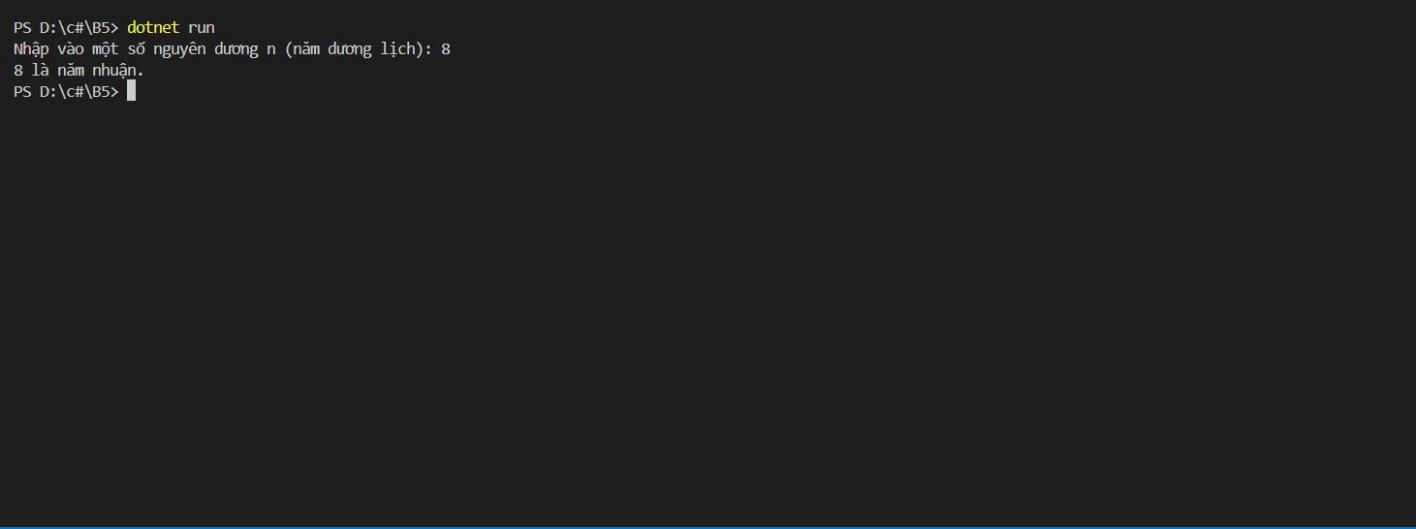 PS D:\c#\B5> dotnet run
Nhập vào một số nguyên dương n (năm dương lịch): 8
8 là năm nhuận.
PS D:\c#\B5>